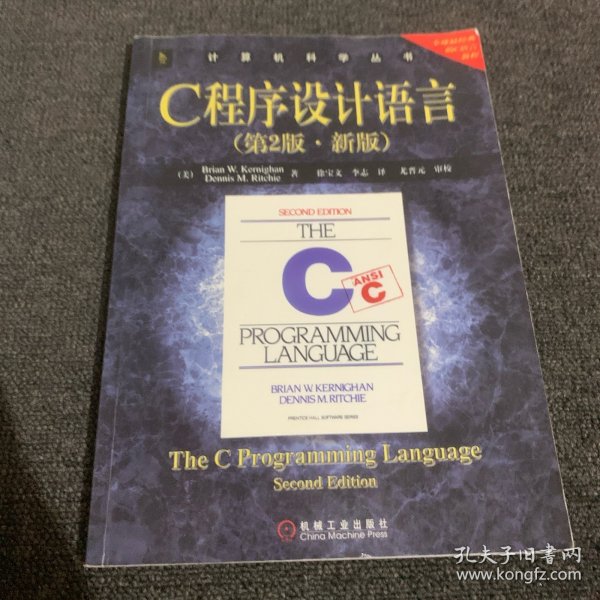 计算机科学丛书
C程序设计语言
(第2版·新版)
(美) Brian W. Kernighan
Dennis M. Ritchie 著 徐宝文 李志 译 尤晋元 审校
SECOND EDITION
THE
C
ANSI
C
PROGRAMMING
LANGUAGE
BRIAN W. KERNIGHAN
DENNIS M. RITCHIE
PRENTICE HALL SOFTWARE SERIES
The C Programming Language
Second Edition
机械工业出版社
China Machine Press
孔夫子旧书网
www.kongfz.com